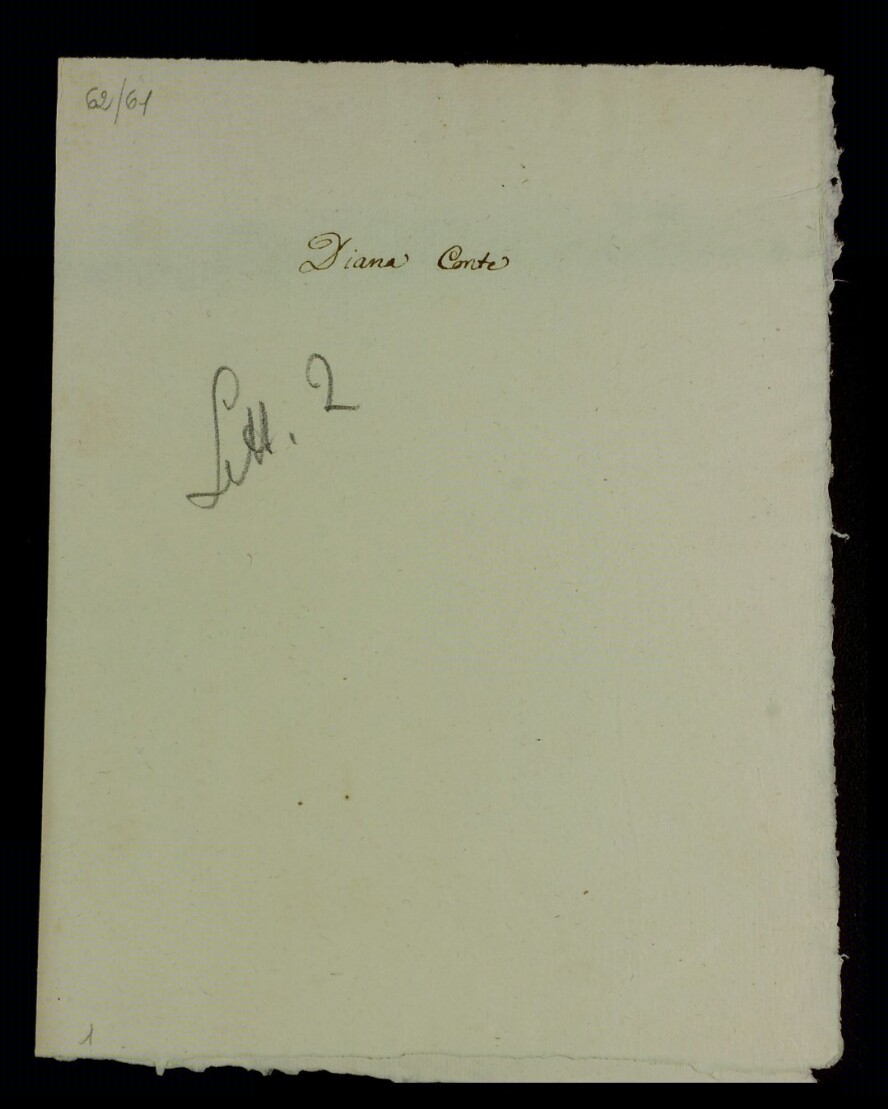 62/61
Diana Conte
Lett. 2
1